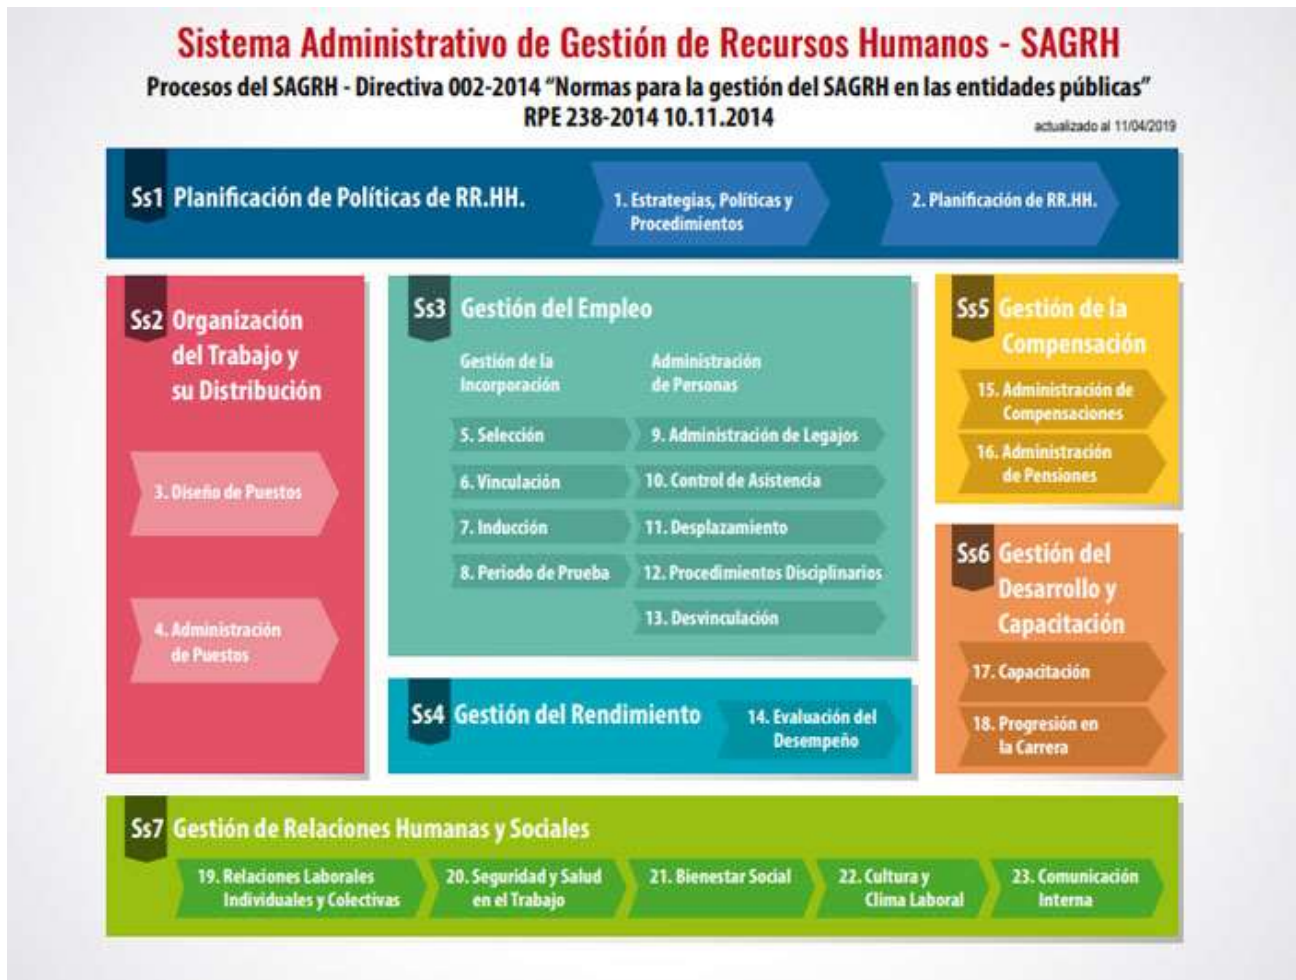 Sistema Administrativo de Gestión de Recursos Humanos - SAGRH
Procesos del SAGRH - Directiva 002-2014 “Normas para la gestión del SAGRH en las entidades públicas”
RPE 238-2014 10.11.2014
actualizado al 11/04/2019
Ss1 Planificación de Políticas de RR.HH.
1. Estrategias, Políticas y
Procedimientos
2. Planificación de RR.HH.
Ss2 Organización
del Trabajo y
su Distribución
3. Diseño de Puestos
4. Administración
de Puestos
Ss3 Gestión del Empleo
Gestión de la
Incorporación
5. Selección
6. Vinculación
7. Inducción
8. Periodo de Prueba
Administración
de Personas
9. Administración de Legajos
10. Control de Asistencia
11. Desplazamiento
12. Procedimientos Disciplinarios
13. Desvinculación
Ss4 Gestión del Rendimiento
14. Evaluación del
Desempeño
Ss5 Gestión de la
Compensación
15. Administración de
Compensaciones
16. Administración
de Pensiones
Ss6 Gestión del
Desarrollo y
Capacitación
17. Capacitación
18. Progresión en
la Carrera
Ss7 Gestión de Relaciones Humanas y Sociales
19. Relaciones Laborales
Individuales y Colectivas
20. Seguridad y Salud
en el Trabajo
21. Bienestar Social
22. Cultura y
Clima Laboral
23. Comunicación
Interna